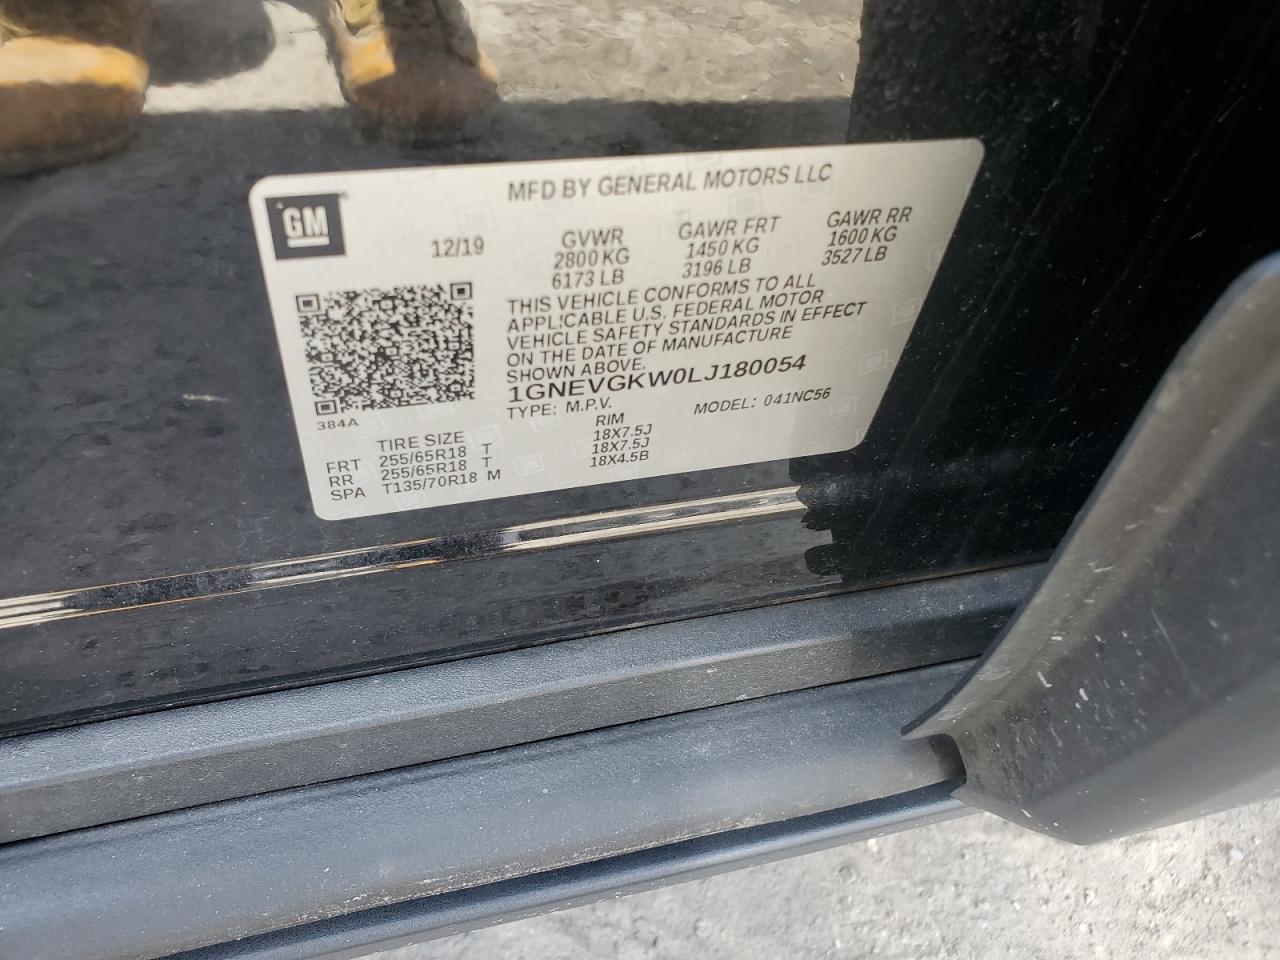 GM
MFD BY GENERAL MOTORS LLC
12/19
GVWR
2800 KG
6173 LB
GAWR FRT
1450 KG
3196 LB
GAWR RR
1600 KG
3527 LB
THIS VEHICLE CONFORMS TO ALL
APPLICABLE U.S. FEDERAL MOTOR
VEHICLE SAFETY STANDARDS IN EFFECT
ON THE DATE OF MANUFACTURE
SHOWN ABOVE.
1GNEVGKW0LJ180054
TYPE: M.P.V. MODEL: 041NC56
384A
TIRE SIZE RIM
FRT 255/65R18 T 18X7.5J
RR 255/65R18 T 18X7.5J
SPA T135/70R18 M 18X4.5B